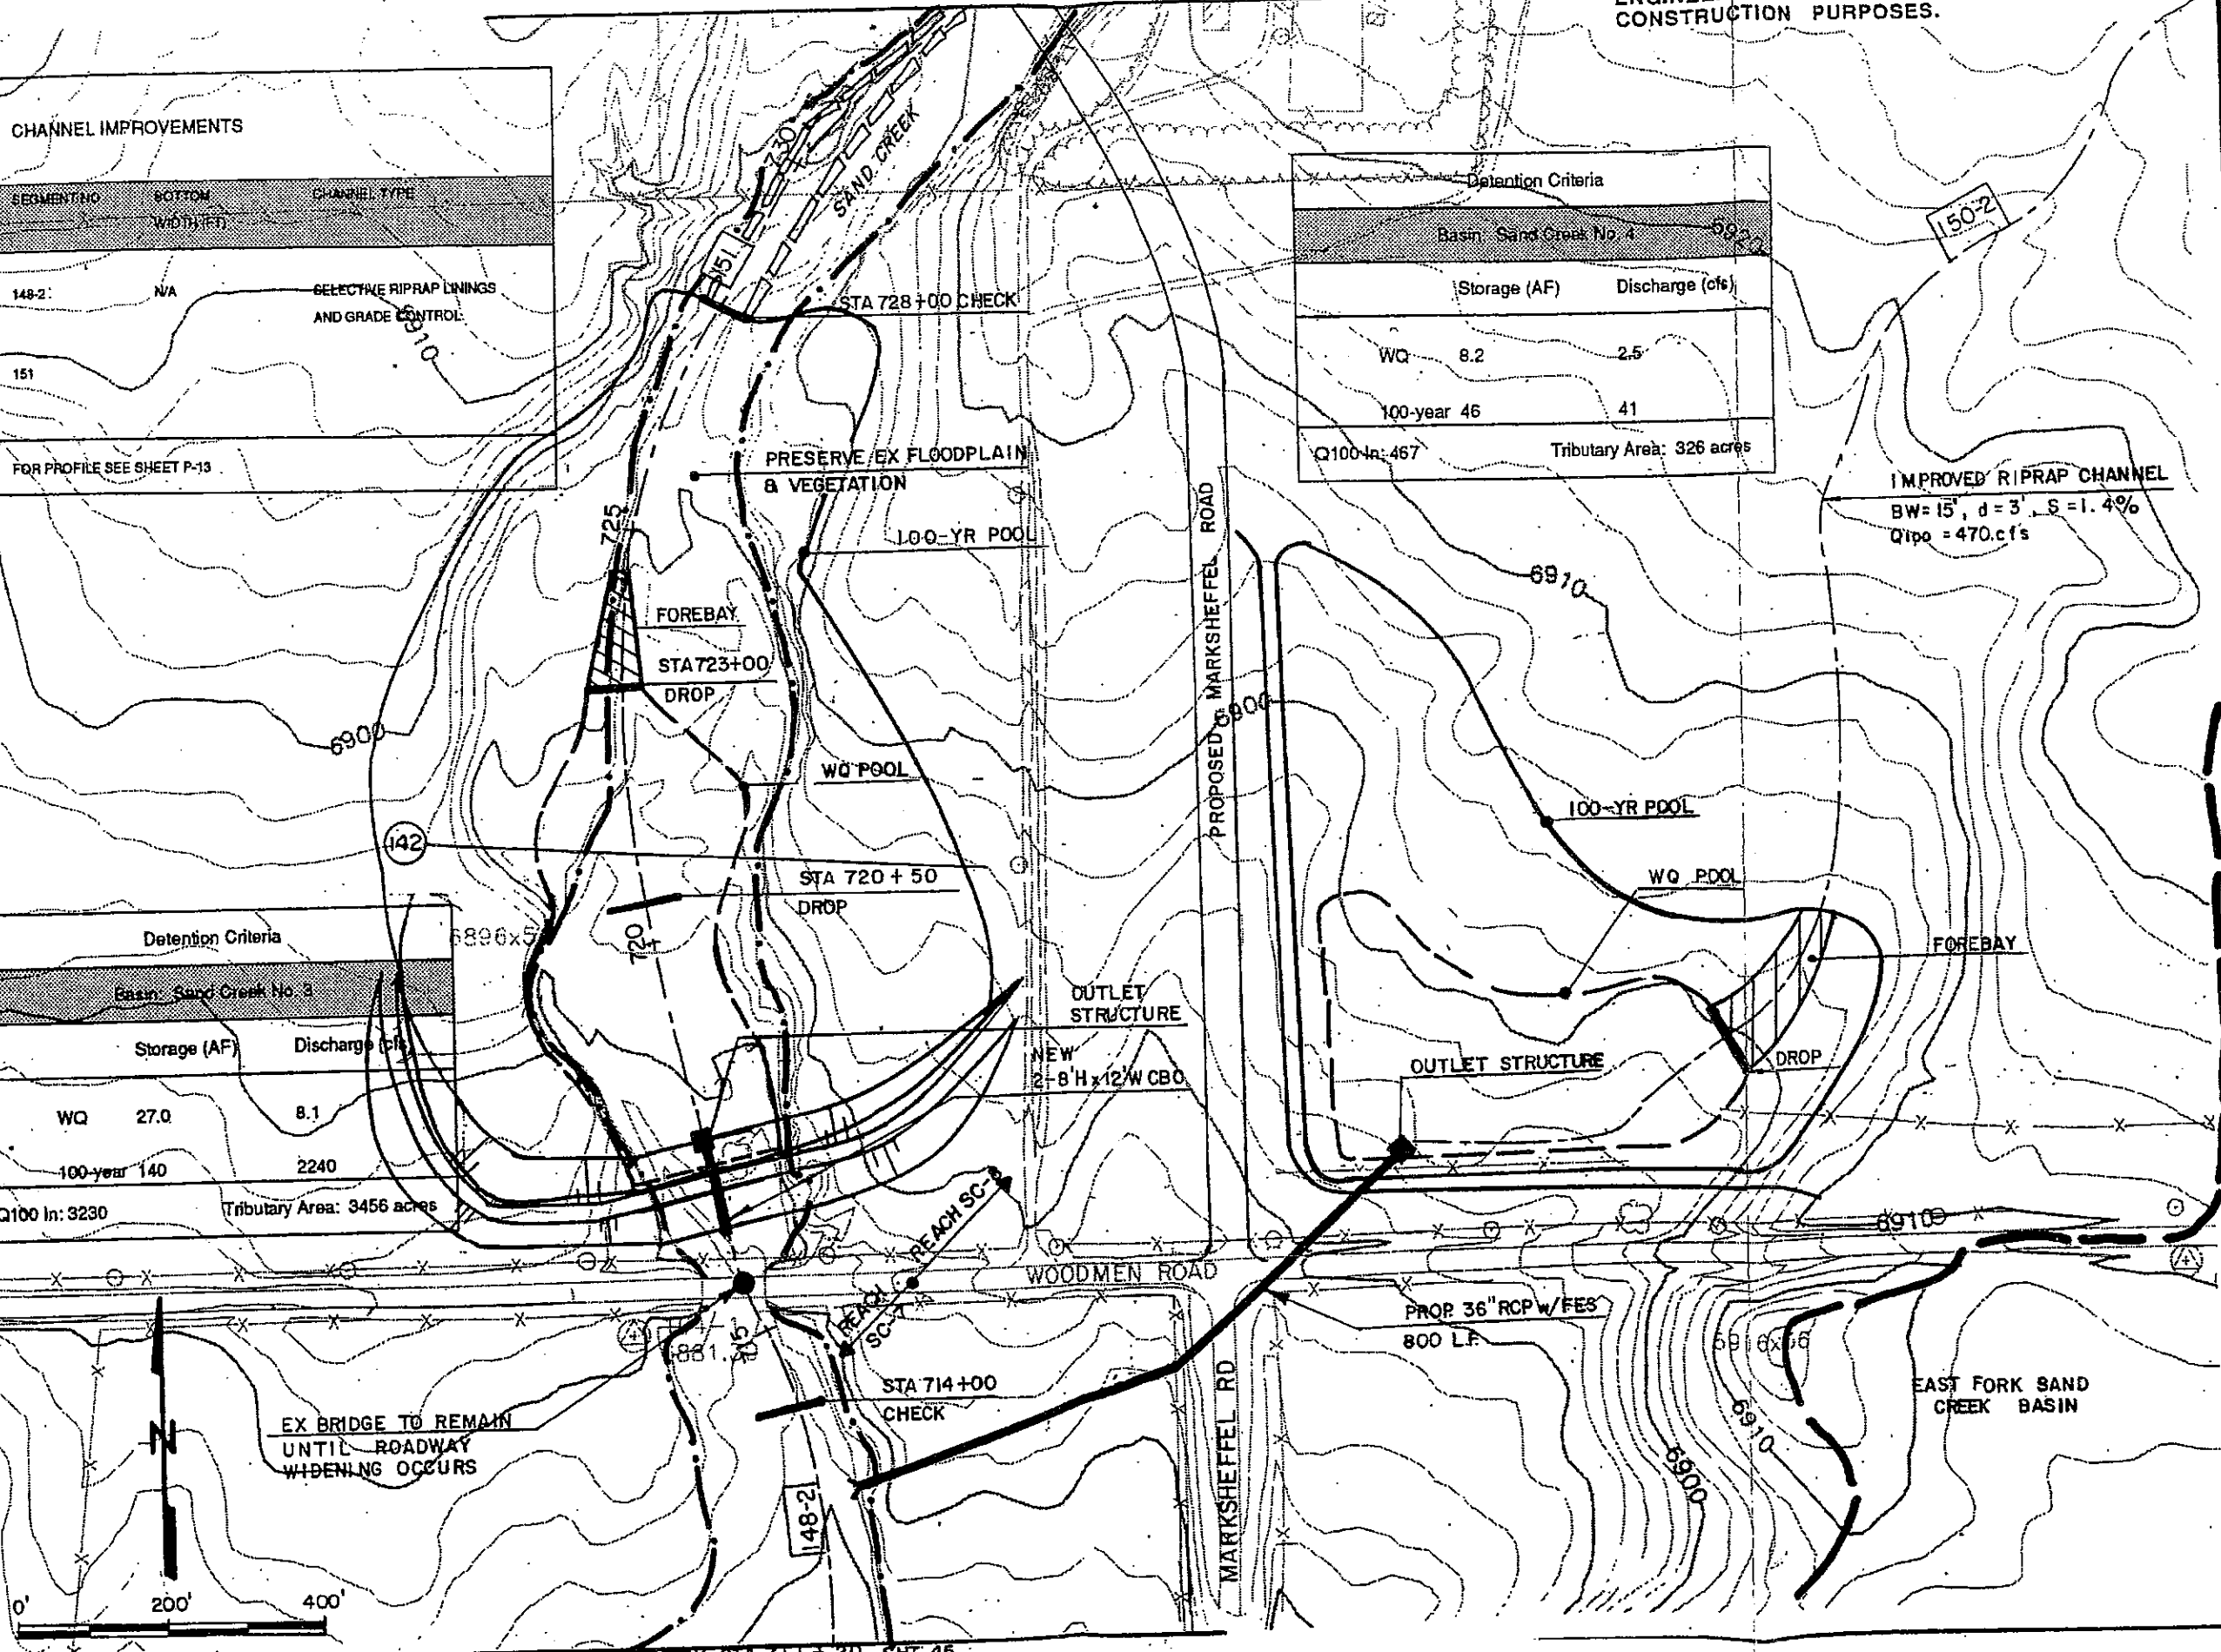 CONSTRUCTION PURPOSES.
CHANNEL IMPROVEMENTS
SEGMENT NO BOTTOM WIDTH (FT) CHANNEL TYPE
148-2 N/A SELECTIVE RIPRAP LININGS
AND GRADE CONTROL
151
FOR PROFILE SEE SHEET P-13
6910
730
SAND CREEK
151
STA 728+00 CHECK
PRESERVE EX FLOODPLAIN
& VEGETATION
725
100-YR POOL
FOREBAY
STA 723+00
DROP
6900
WQ POOL
142
STA 720+50
DROP
720
Detention Criteria
Basin: Sand Creek No. 4
6920
Storage (AF) Discharge (cfs)
WQ 8.2 2.5
100-year 46 41
Q100 In: 467 Tributary Area: 326 acres
150-2
IMPROVED RIPRAP CHANNEL
BW=15', d=3', S=1.4%
Q100 =470.cfs
PROPOSED MARKSHEFFEL ROAD
6910
6900
100-YR POOL
WQ POOL
FOREBAY
DROP
OUTLET STRUCTURE
Detention Criteria
Basin: Sand Creek No. 3
Storage (AF) Discharge (cfs)
WQ 27.0 8.1
100-year 140 2240
Q100 In: 3230 Tributary Area: 3456 acres
OUTLET
STRUCTURE
NEW
2-8'H x 12'W CBC
REACH SC-8
REACH
SC-7
WOODMEN ROAD
6910
PROP. 36" RCP w/FES
800 L.F.
715
STA 714+00
CHECK
EX BRIDGE TO REMAIN
UNTIL ROADWAY
WIDENING OCCURS
148-2
MARKSHEFFEL RD
6900
6910
EAST FORK SAND
CREEK BASIN
N
0' 200' 400'